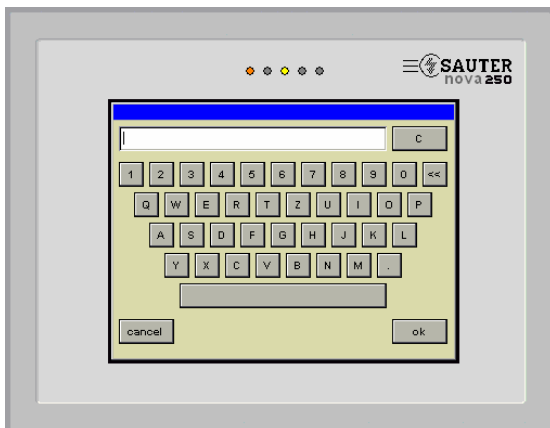 SAUTER
nova 250
C
1 2 3 4 5 6 7 8 9 0 <<
Q W E R T Z U I O P
A S D F G H J K L
Y X C V B N M .
cancel ok